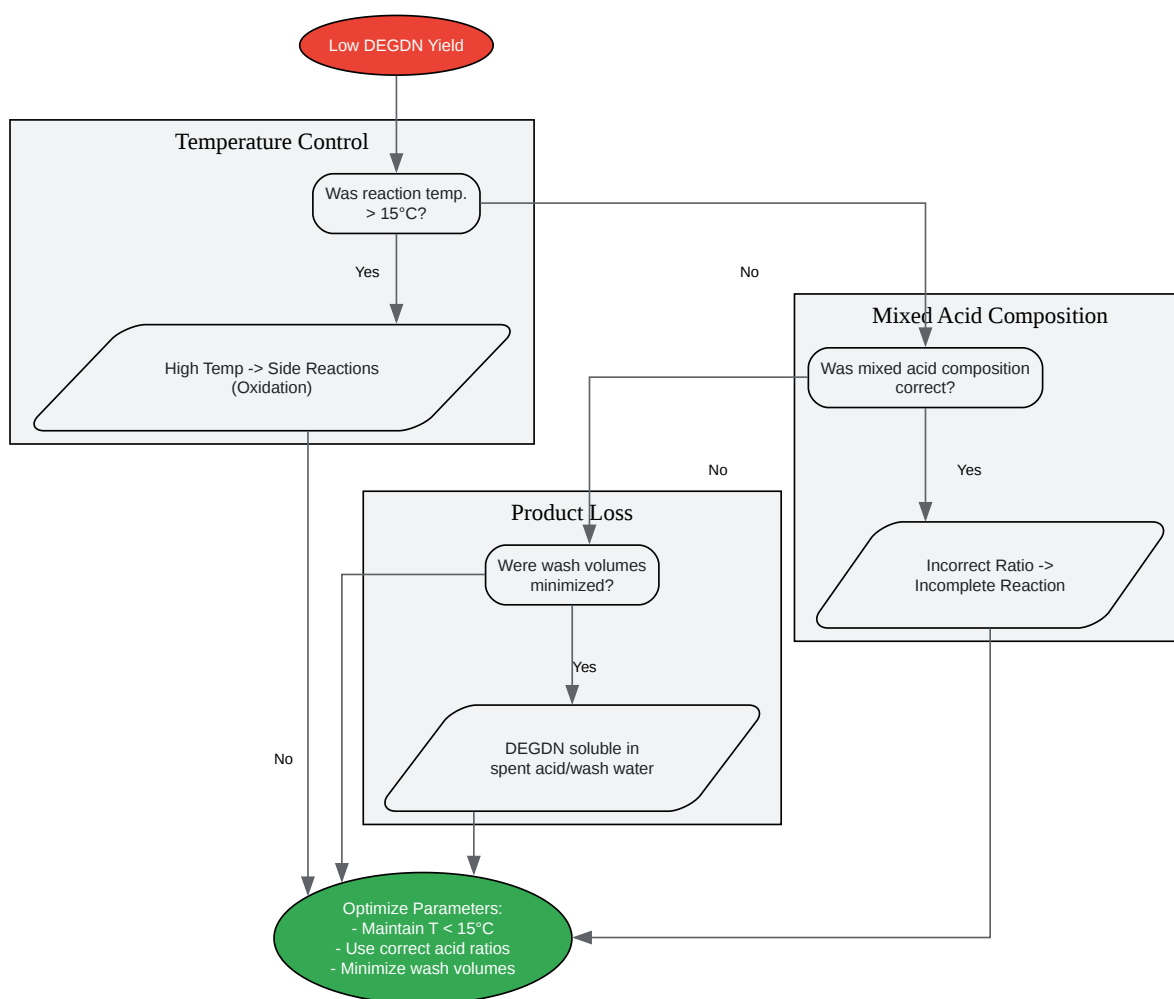 Low DEGDN Yield
Temperature Control
Was reaction temp.
> 15°C?
Yes
No
High Temp -> Side Reactions
(Oxidation)
Mixed Acid Composition
Was mixed acid composition
correct?
No
Yes
Product Loss
Were wash volumes
minimized?
Incorrect Ratio ->
Incomplete Reaction
Yes
DEGDN soluble in
spent acid/wash water
No
Optimize Parameters:
- Maintain T < 15°C
- Use correct acid ratios
- Minimize wash volumes